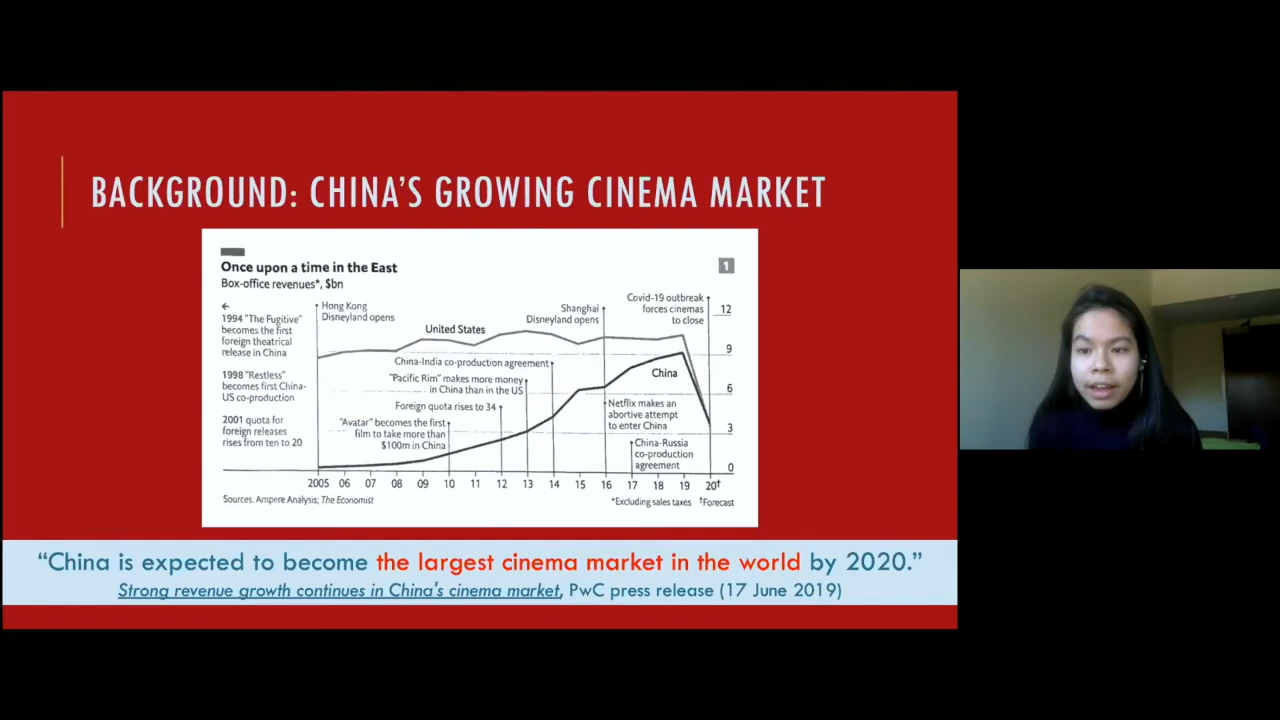 BACKGROUND: CHINA'S GROWING CINEMA MARKET
Once upon a time in the East
1
Box-office revenues*, $bn
←
1994 "The Fugitive"
becomes the first
foreign theatrical
release in China
1998 "Restless"
becomes first China-
US co-production
2001 quota for
foreign releases
rises from ten to 20
Hong Kong
Disneyland opens
United States
Shanghai
Disneyland opens
Covid-19 outbreak
forces cinemas
to close
China-India co-production agreement
"Pacific Rim" makes more money
in China than in the US
Foreign quota rises to 34
"Avatar" becomes the first
film to take more than
$100m in China
China
Netflix makes an
abortive attempt
to enter China
China-Russia
co-production
agreement
12
9
6
3
0
2005 06 07 08 09 10 11 12 13 14 15 16 17 18 19 20†
Sources: Ampere Analysis; The Economist
*Excluding sales taxes †Forecast
"China is expected to become the largest cinema market in the world by 2020."
Strong revenue growth continues in China's cinema market, PwC press release (17 June 2019)